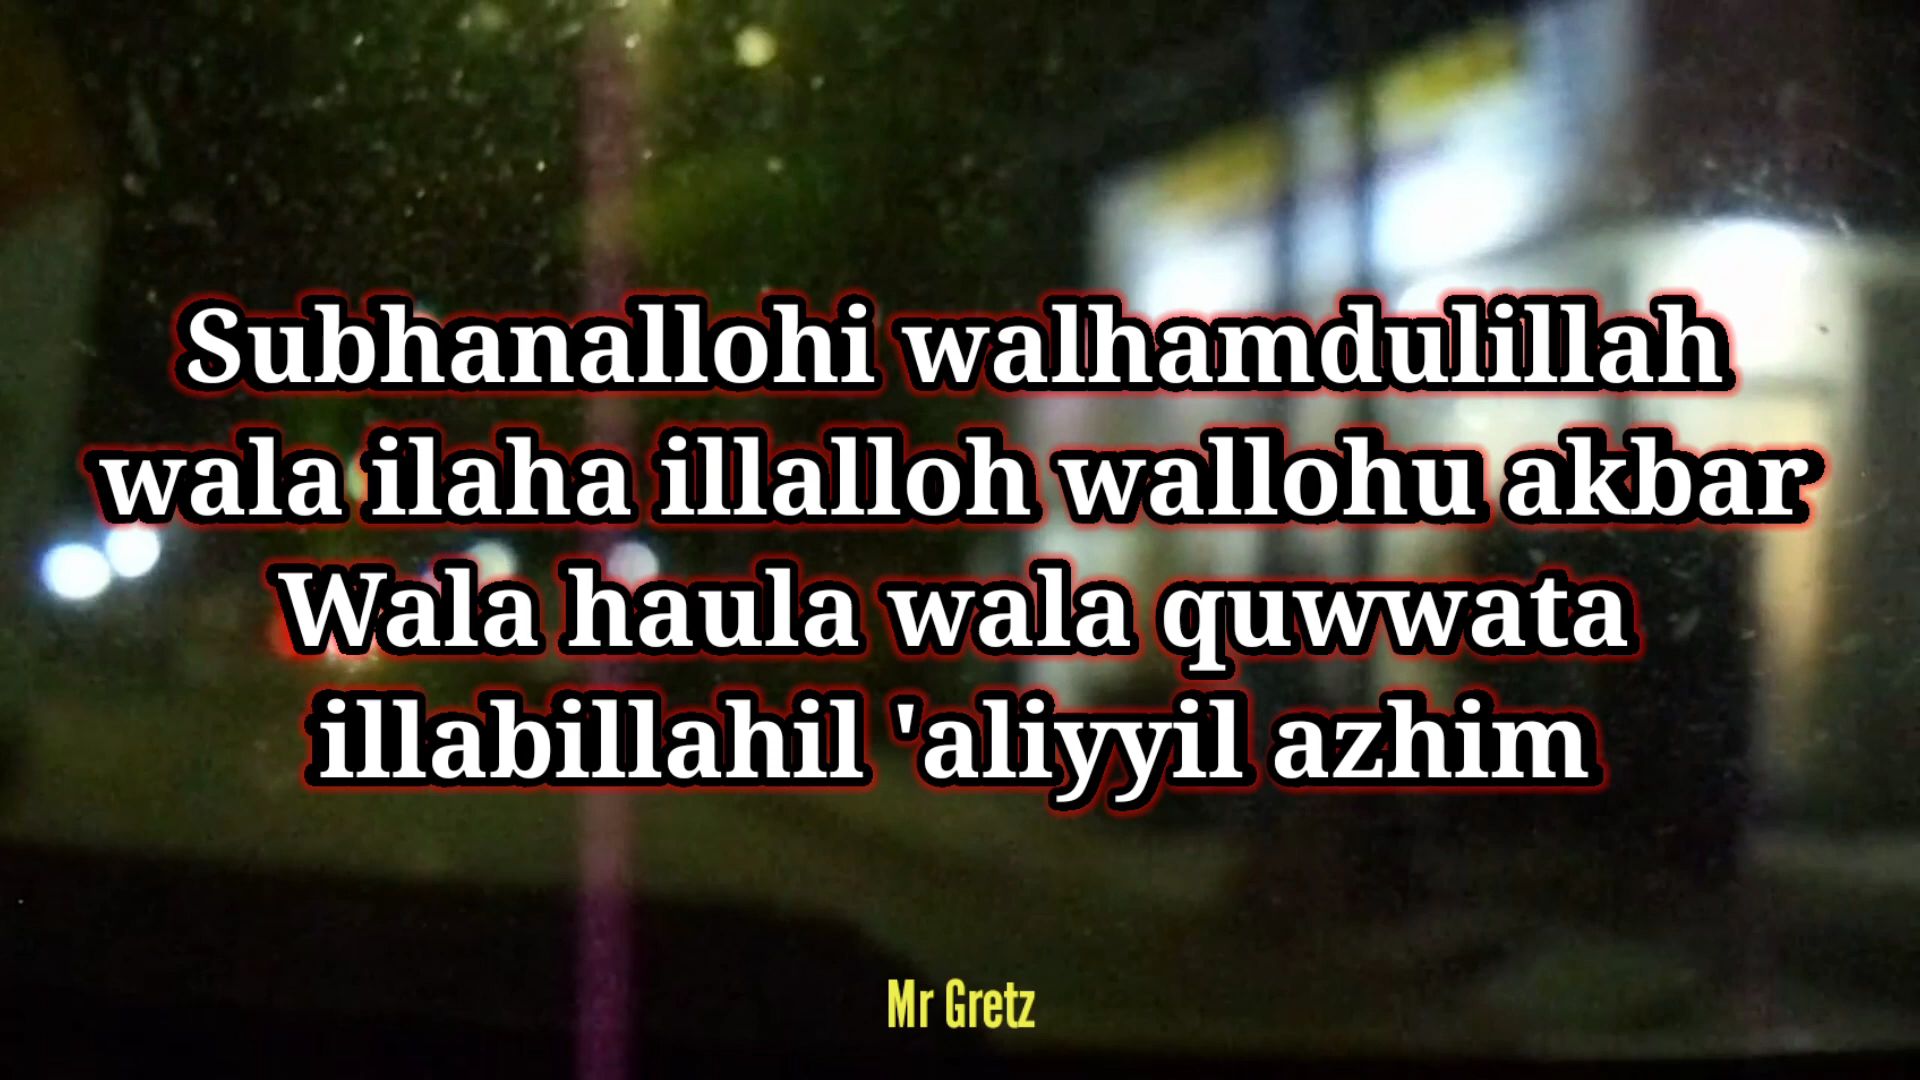 Subhanallohi walhamdulillah
wala ilaha illalloh wallohu akbar
Wala haula wala quwwata
illabillahil 'aliyyil azhim
Mr Gretz